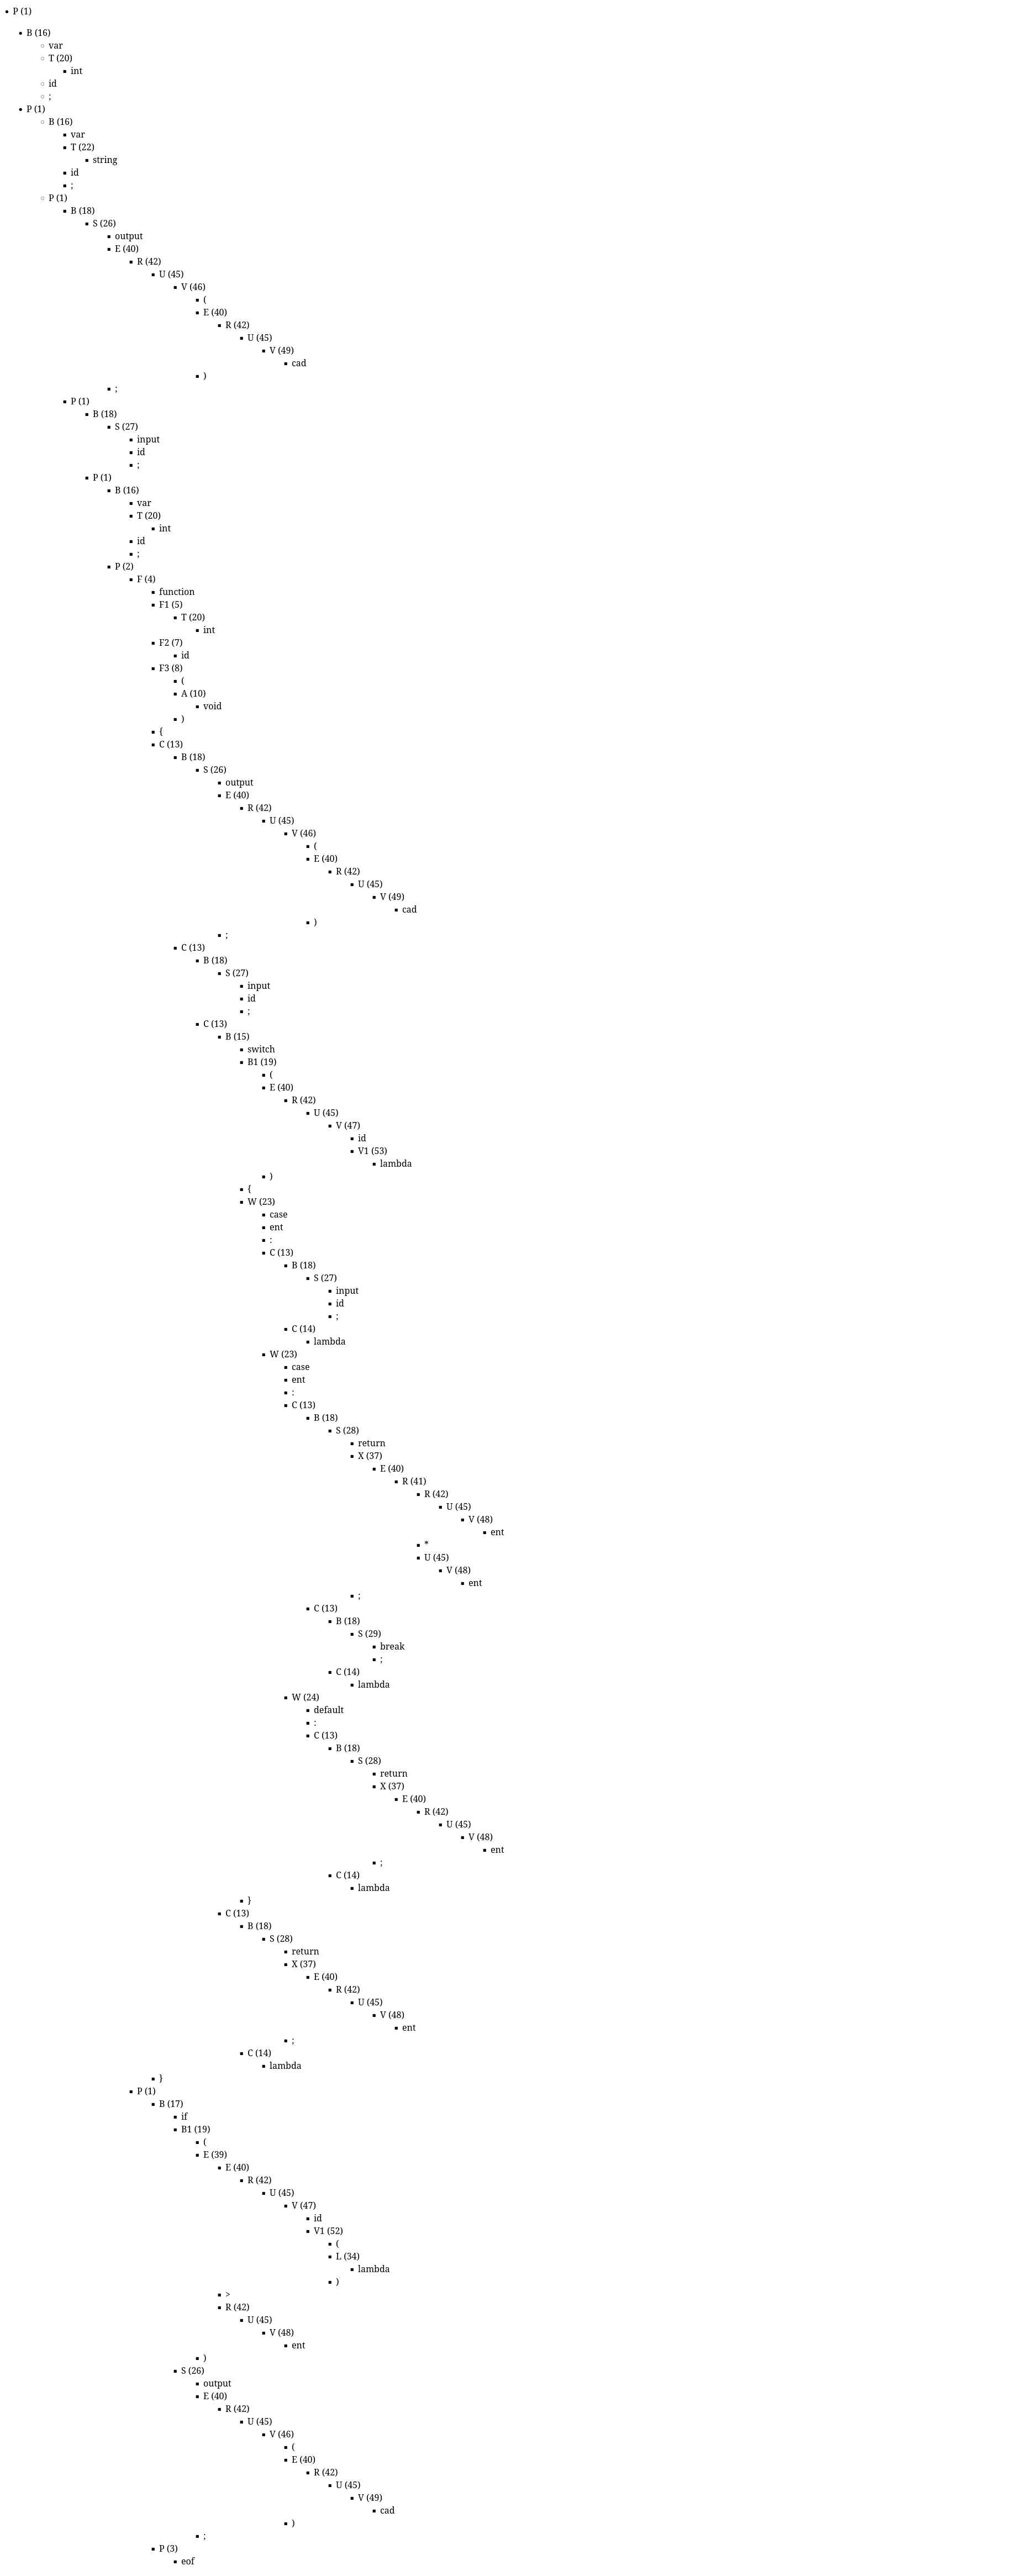 P (1)
B (16)
var
T (20)
int
id
;
P (1)
B (16)
var
T (22)
string
id
;
P (1)
B (18)
S (26)
output
E (40)
R (42)
U (45)
V (46)
(
E (40)
R (42)
U (45)
V (49)
cad
)
;
P (1)
B (18)
S (27)
input
id
;
P (1)
B (16)
var
T (20)
int
id
;
P (2)
F (4)
function
F1 (5)
T (20)
int
F2 (7)
id
F3 (8)
(
A (10)
void
)
{
C (13)
B (18)
S (26)
output
E (40)
R (42)
U (45)
V (46)
(
E (40)
R (42)
U (45)
V (49)
cad
)
;
C (13)
B (18)
S (27)
input
id
;
C (13)
B (15)
switch
B1 (19)
(
E (40)
R (42)
U (45)
V (47)
id
V1 (53)
lambda
)
{
W (23)
case
ent
:
C (13)
B (18)
S (27)
input
id
;
C (14)
lambda
W (23)
case
ent
:
C (13)
B (18)
S (28)
return
X (37)
E (40)
R (41)
R (42)
U (45)
V (48)
ent
*
U (45)
V (48)
ent
;
C (13)
B (18)
S (29)
break
;
C (14)
lambda
W (24)
default
:
C (13)
B (18)
S (28)
return
X (37)
E (40)
R (42)
U (45)
V (48)
ent
;
C (14)
lambda
}
C (13)
B (18)
S (28)
return
X (37)
E (40)
R (42)
U (45)
V (48)
ent
;
C (14)
lambda
}
P (1)
B (17)
if
B1 (19)
(
E (39)
E (40)
R (42)
U (45)
V (47)
id
V1 (52)
(
L (34)
lambda
)
>
R (42)
U (45)
V (48)
ent
)
S (26)
output
E (40)
R (42)
U (45)
V (46)
(
E (40)
R (42)
U (45)
V (49)
cad
)
;
P (3)
eof